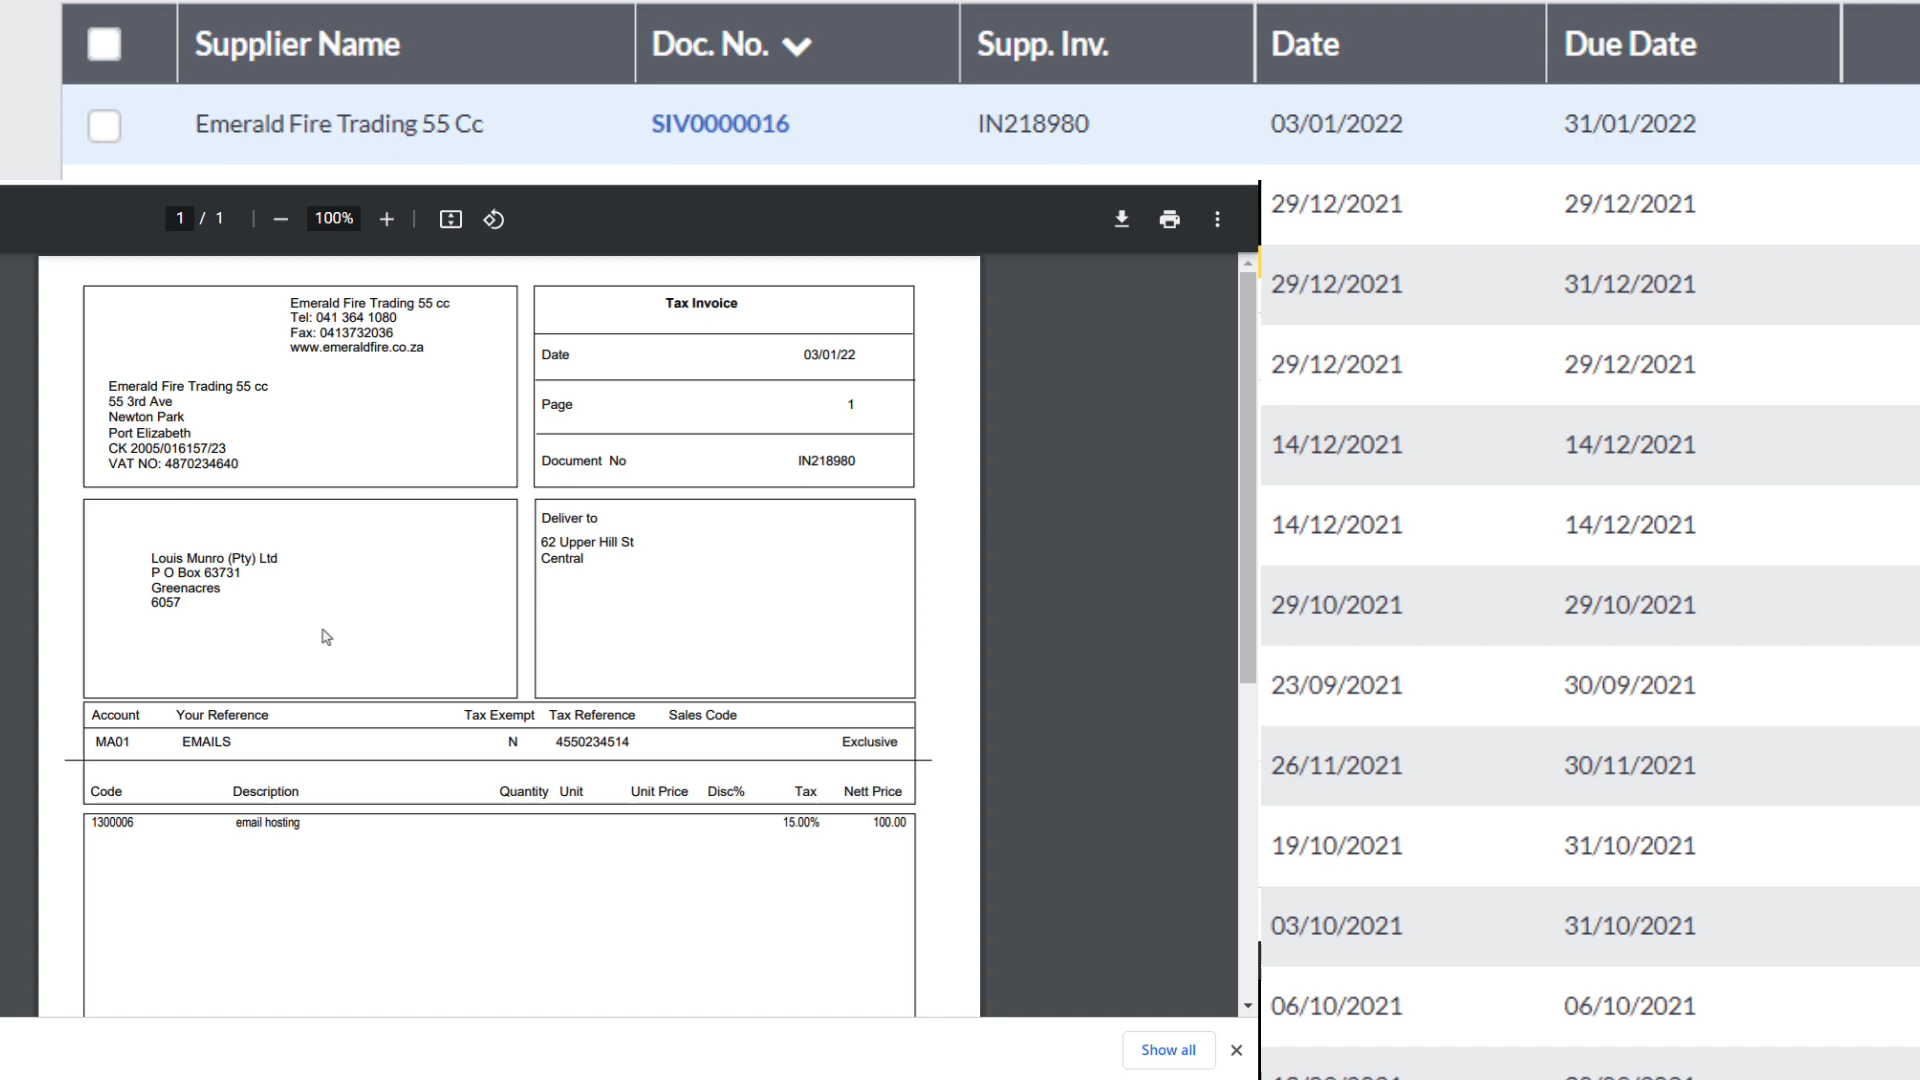 Supplier Name Doc. No. Supp. Inv. Date Due Date
Emerald Fire Trading 55 Cc SIV0000016 IN218980 03/01/2022 31/01/2022
29/12/2021 29/12/2021
29/12/2021 31/12/2021
29/12/2021 29/12/2021
14/12/2021 14/12/2021
14/12/2021 14/12/2021
29/10/2021 29/10/2021
23/09/2021 30/09/2021
26/11/2021 30/11/2021
19/10/2021 31/10/2021
03/10/2021 31/10/2021
06/10/2021 06/10/2021
1 / 1 100%
Emerald Fire Trading 55 cc
Tel: 041 364 1080
Fax: 0413732036
www.emeraldfire.co.za
Emerald Fire Trading 55 cc
55 3rd Ave
Newton Park
Port Elizabeth
CK 2005/016157/23
VAT NO: 4870234640
Tax Invoice
Date 03/01/22
Page 1
Document No IN218980
Louis Munro (Pty) Ltd
P O Box 63731
Greenacres
6057
Deliver to
62 Upper Hill St
Central
Account Your Reference Tax Exempt Tax Reference Sales Code
MA01 EMAILS N 4550234514 Exclusive
Code Description Quantity Unit Unit Price Disc% Tax Nett Price
1300006 email hosting 15.00% 100.00
Show all